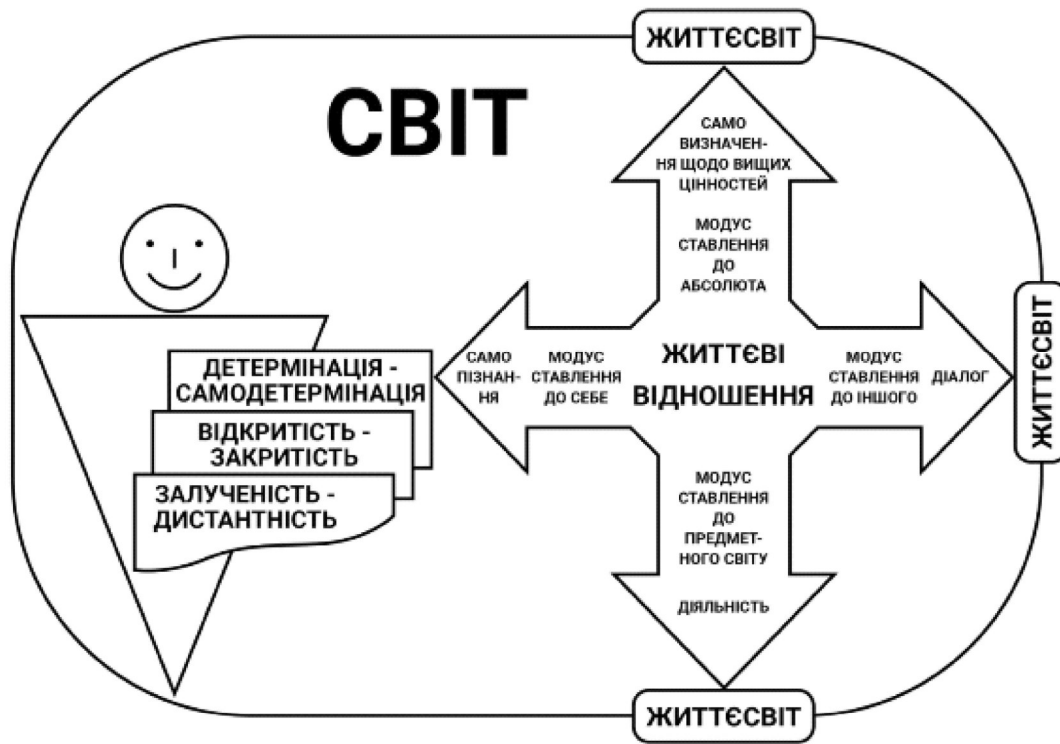 ЖИТТЄСВІТ
СВІТ
САМО
ВИЗНАЧЕН-
НЯ ЩОДО ВИЩИХ
ЦІННОСТЕЙ
МОДУС
СТАВЛЕННЯ
ДО
АБСОЛЮТА
ДЕТЕРМІНАЦІЯ -
САМОДЕТЕРМІНАЦІЯ
ВІДКРИТІСТЬ -
ЗАКРИТІСТЬ
ЗАЛУЧЕНІСТЬ -
ДИСТАНТНІСТЬ
САМО
ПІЗНАН-
НЯ
МОДУС
СТАВЛЕННЯ
ДО СЕБЕ
ЖИТТЄВІ
ВІДНОШЕННЯ
МОДУС
СТАВЛЕННЯ
ДО ІНШОГО
ДІАЛОГ
ЖИТТЄСВІТ
МОДУС
СТАВЛЕННЯ
ДО
ПРЕДМЕТ-
НОГО СВІТУ
ДІЯЛЬНІСТЬ
ЖИТТЄСВІТ